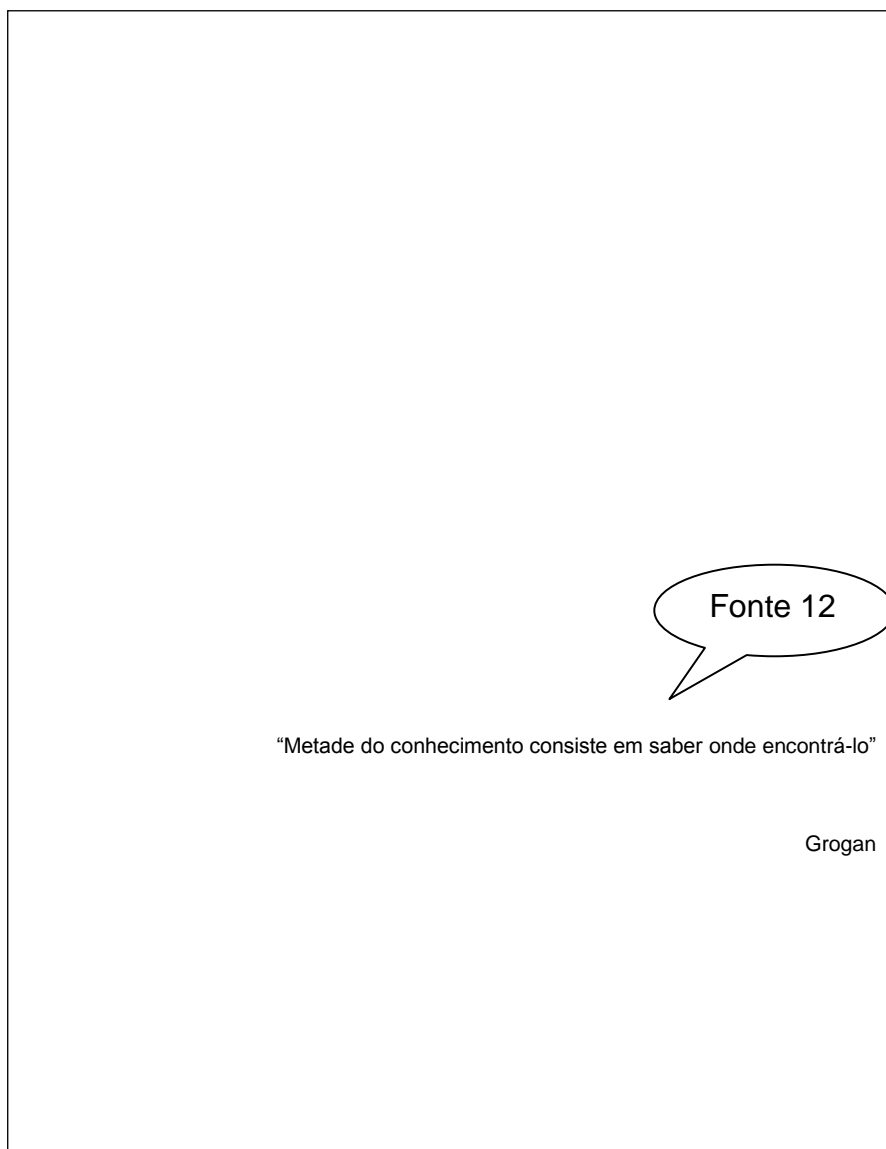 Fonte 12
“Metade do conhecimento consiste em saber onde encontrá-lo”
Grogan